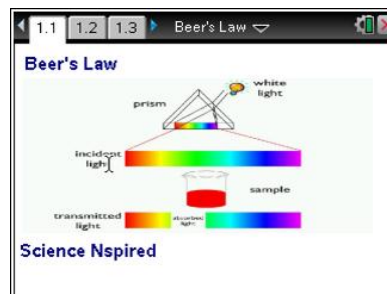 1.1 1.2 1.3 Beer's Law
Beer's Law
white
light
prism
incident
light
sample
transmitted
light
absorbed
light
Science Nspired